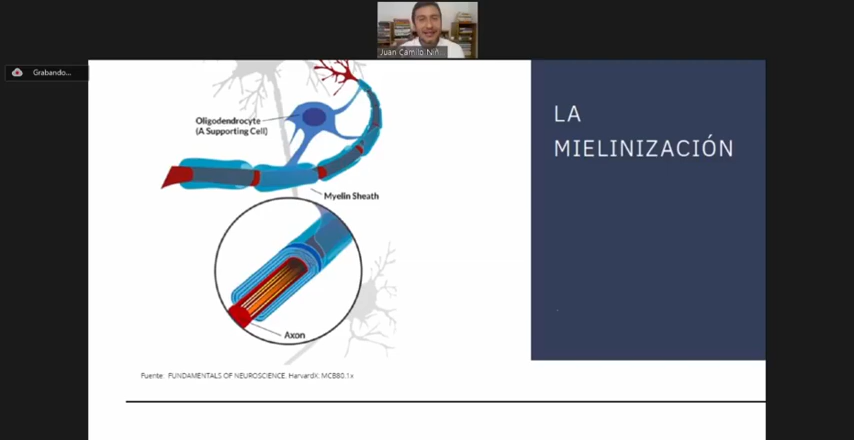 Juan Camilo Niñ...
Grabando...
LA
MIELINIZACIÓN
Oligodendrocyte
(A Supporting Cell)
Myelin Sheath
Axon
Fuente: FUNDAMENTALS OF NEUROSCIENCE. HarvardX: MCB80.1x